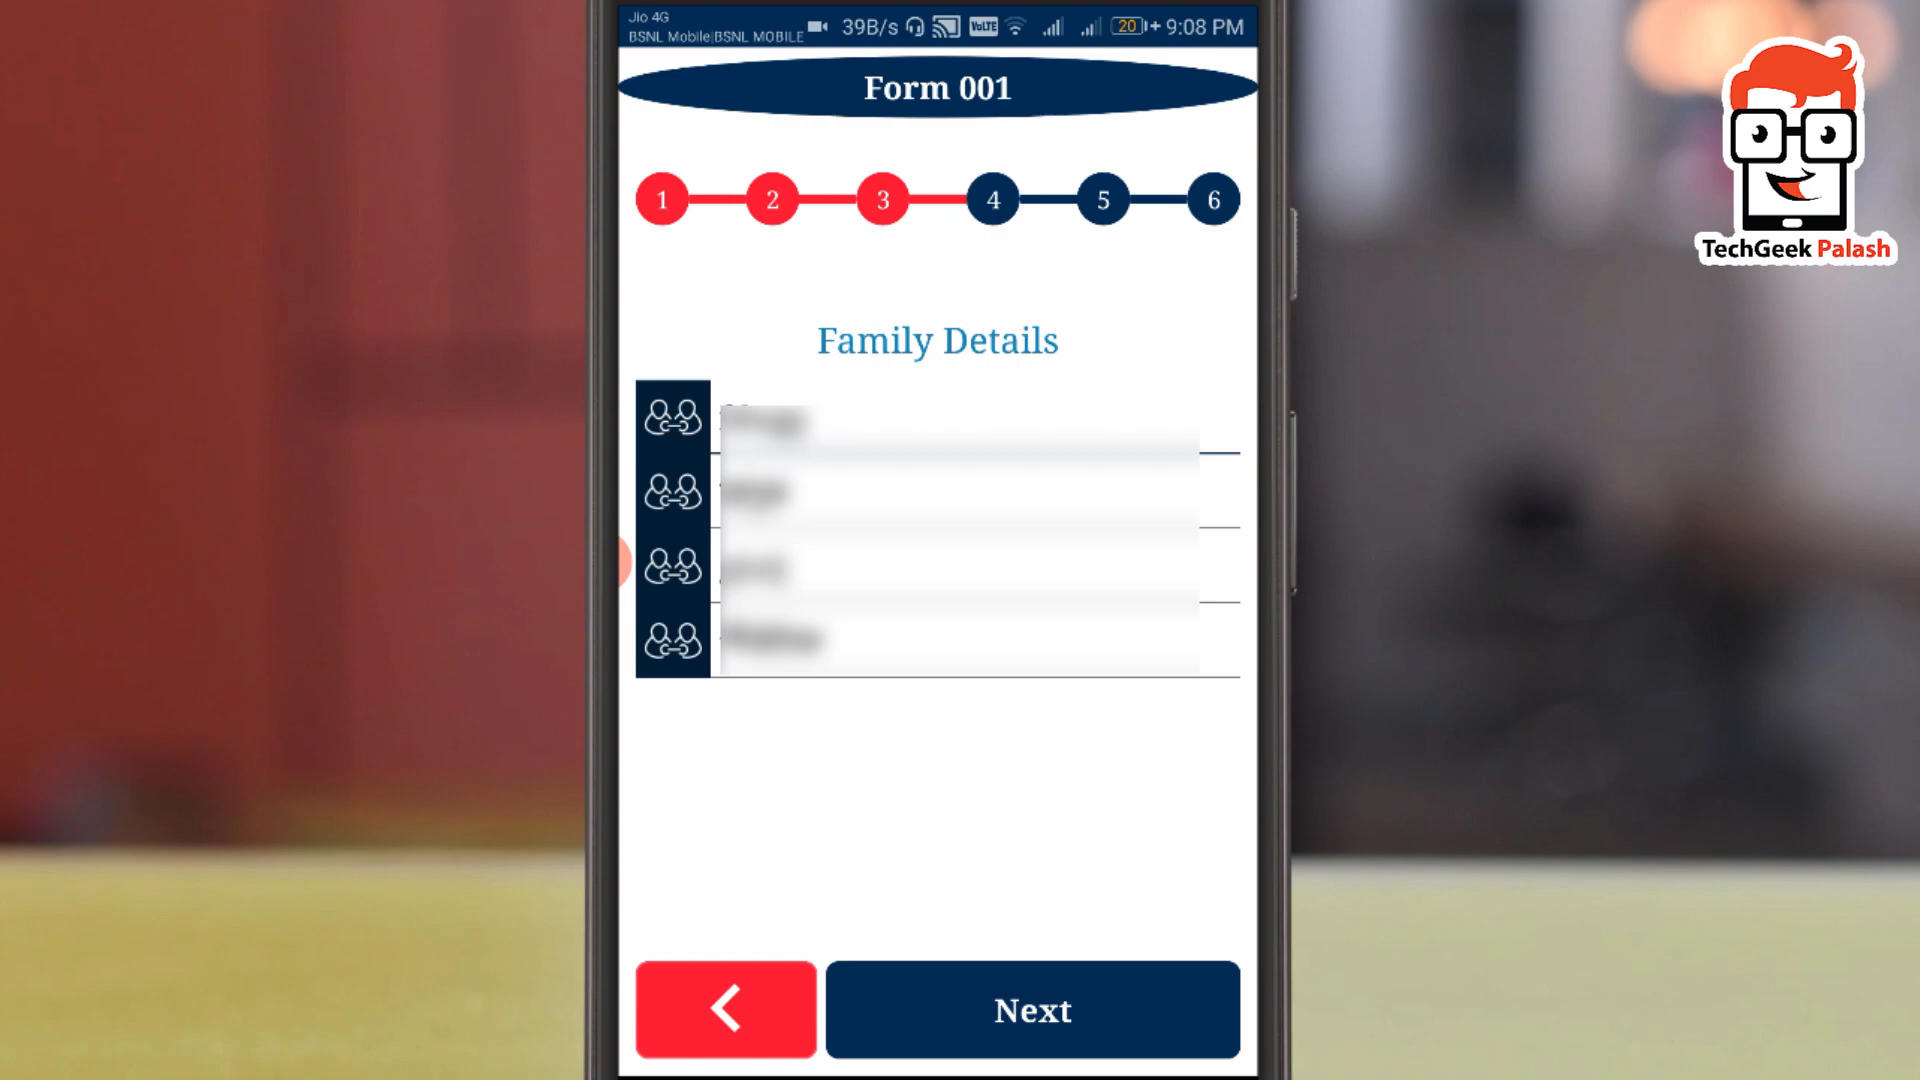 Jio 4G
BSNL Mobile|BSNL MOBILE
39B/s VoLTE 20 9:08 PM
Form 001
1 2 3 4 5 6
Family Details
Next
TechGeek Palash